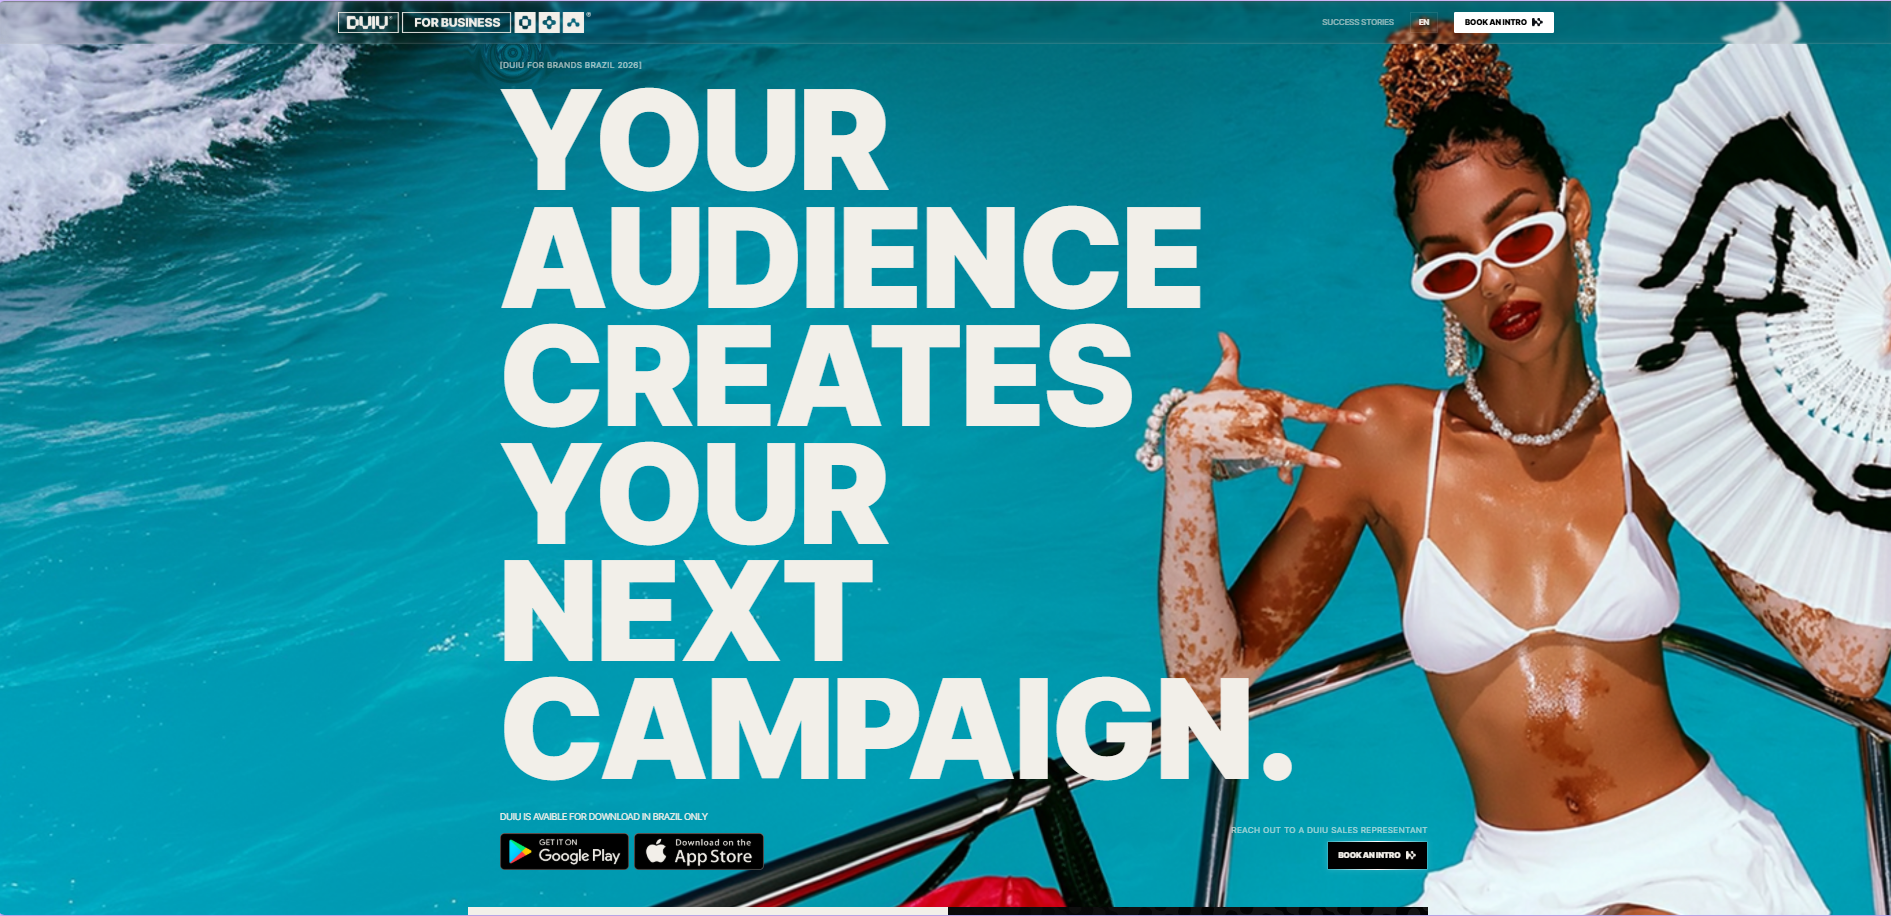 DUIU
FOR BUSINESS
®
SUCCESS STORIES
EN
BOOK AN INTRO
[DUIU FOR BRANDS BRAZIL 2026]
YOUR
AUDIENCE
CREATES
YOUR
NEXT
CAMPAIGN.
DUIU IS AVAIBLE FOR DOWNLOAD IN BRAZIL ONLY
GET IT ON
Google Play
Download on the
App Store
REACH OUT TO A DUIU SALES REPRESENTANT
BOOK AN INTRO